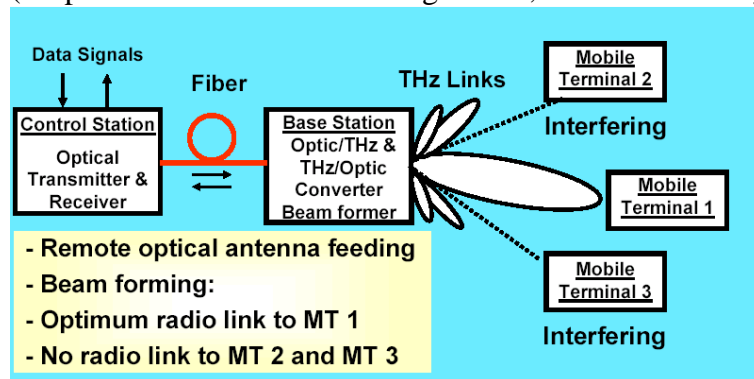 Data Signals
Fiber
THz Links
Control Station
Optical
Transmitter &
Receiver
Base Station
Optic/THz &
THz/Optic
Converter
Beam former
Mobile
Terminal 2
Interfering
Mobile
Terminal 1
Mobile
Terminal 3
Interfering
- Remote optical antenna feeding
- Beam forming:
- Optimum radio link to MT 1
- No radio link to MT 2 and MT 3